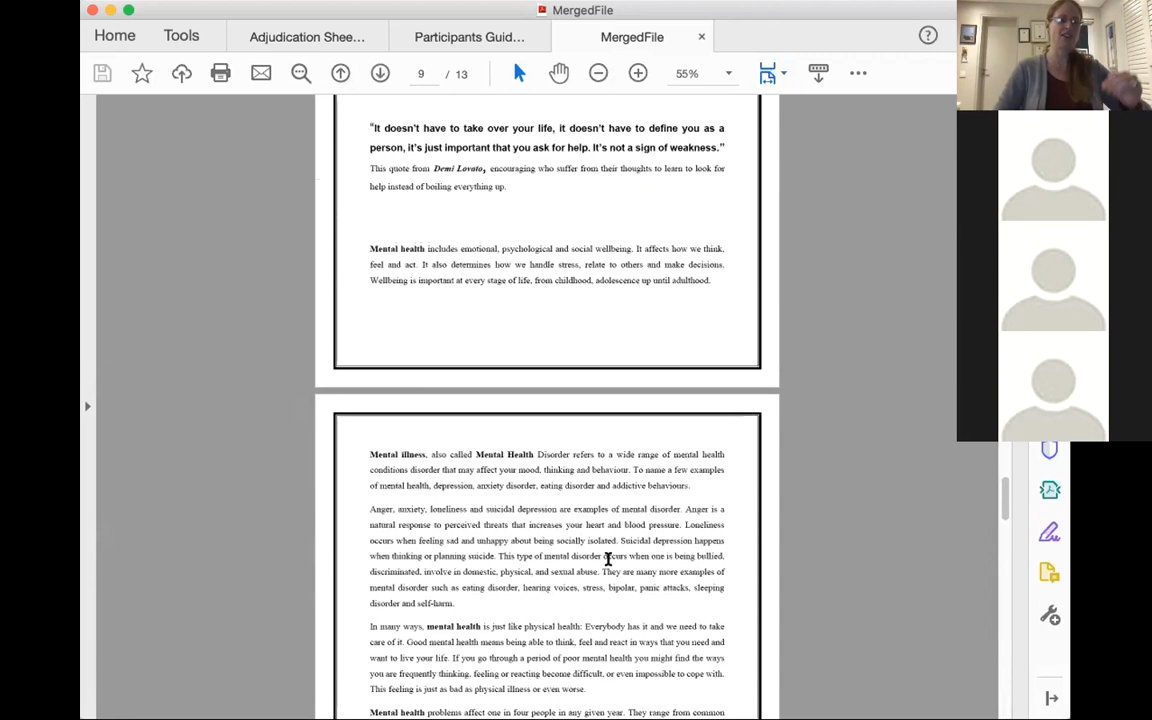 MergedFile
Home
Tools
Adjudication Shee...
Participants Guid...
MergedFile
9 / 13
55%
"It doesn't have to take over your life, it doesn't have to define you as a
person, it's just important that you ask for help. It's not a sign of weakness."
This quote from Demi Lovato, encouraging who suffer from their thoughts to learn to look for
help instead of boiling everything up.
Mental health includes emotional, psychological and social wellbeing. It affects how we think,
feel and act. It also determines how we handle stress, relate to others and make decisions.
Wellbeing is important at every stage of life, from childhood, adolescence up until adulthood.
Mental illness, also called Mental Health Disorder refers to a wide range of mental health
conditions disorder that may affect your mood, thinking and behaviour. To name a few examples
of mental health, depression, anxiety disorder, eating disorder and addictive behaviours.
Anger, anxiety, loneliness and suicidal depression are examples of mental disorder. Anger is a
natural response to perceived threats that increases your heart and blood pressure. Loneliness
occurs when feeling sad and unhappy about being socially isolated. Suicidal depression happens
when thinking or planning suicide. This type of mental disorder occurs when one is being bullied,
discriminated, involve in domestic, physical, and sexual abuse. They are many more examples of
mental disorder such as eating disorder, hearing voices, stress, bipolar, panic attacks, sleeping
disorder and self-harm.
In many ways, mental health is just like physical health: Everybody has it and we need to take
care of it. Good mental health means being able to think, feel and react in ways that you need and
want to live your life. If you go through a period of poor mental health you might find the ways
you are frequently thinking, feeling or reacting become difficult, or even impossible to cope with.
This feeling is just as bad as physical illness or even worse.
Mental health problems affect one in four people in any given year. They range from common